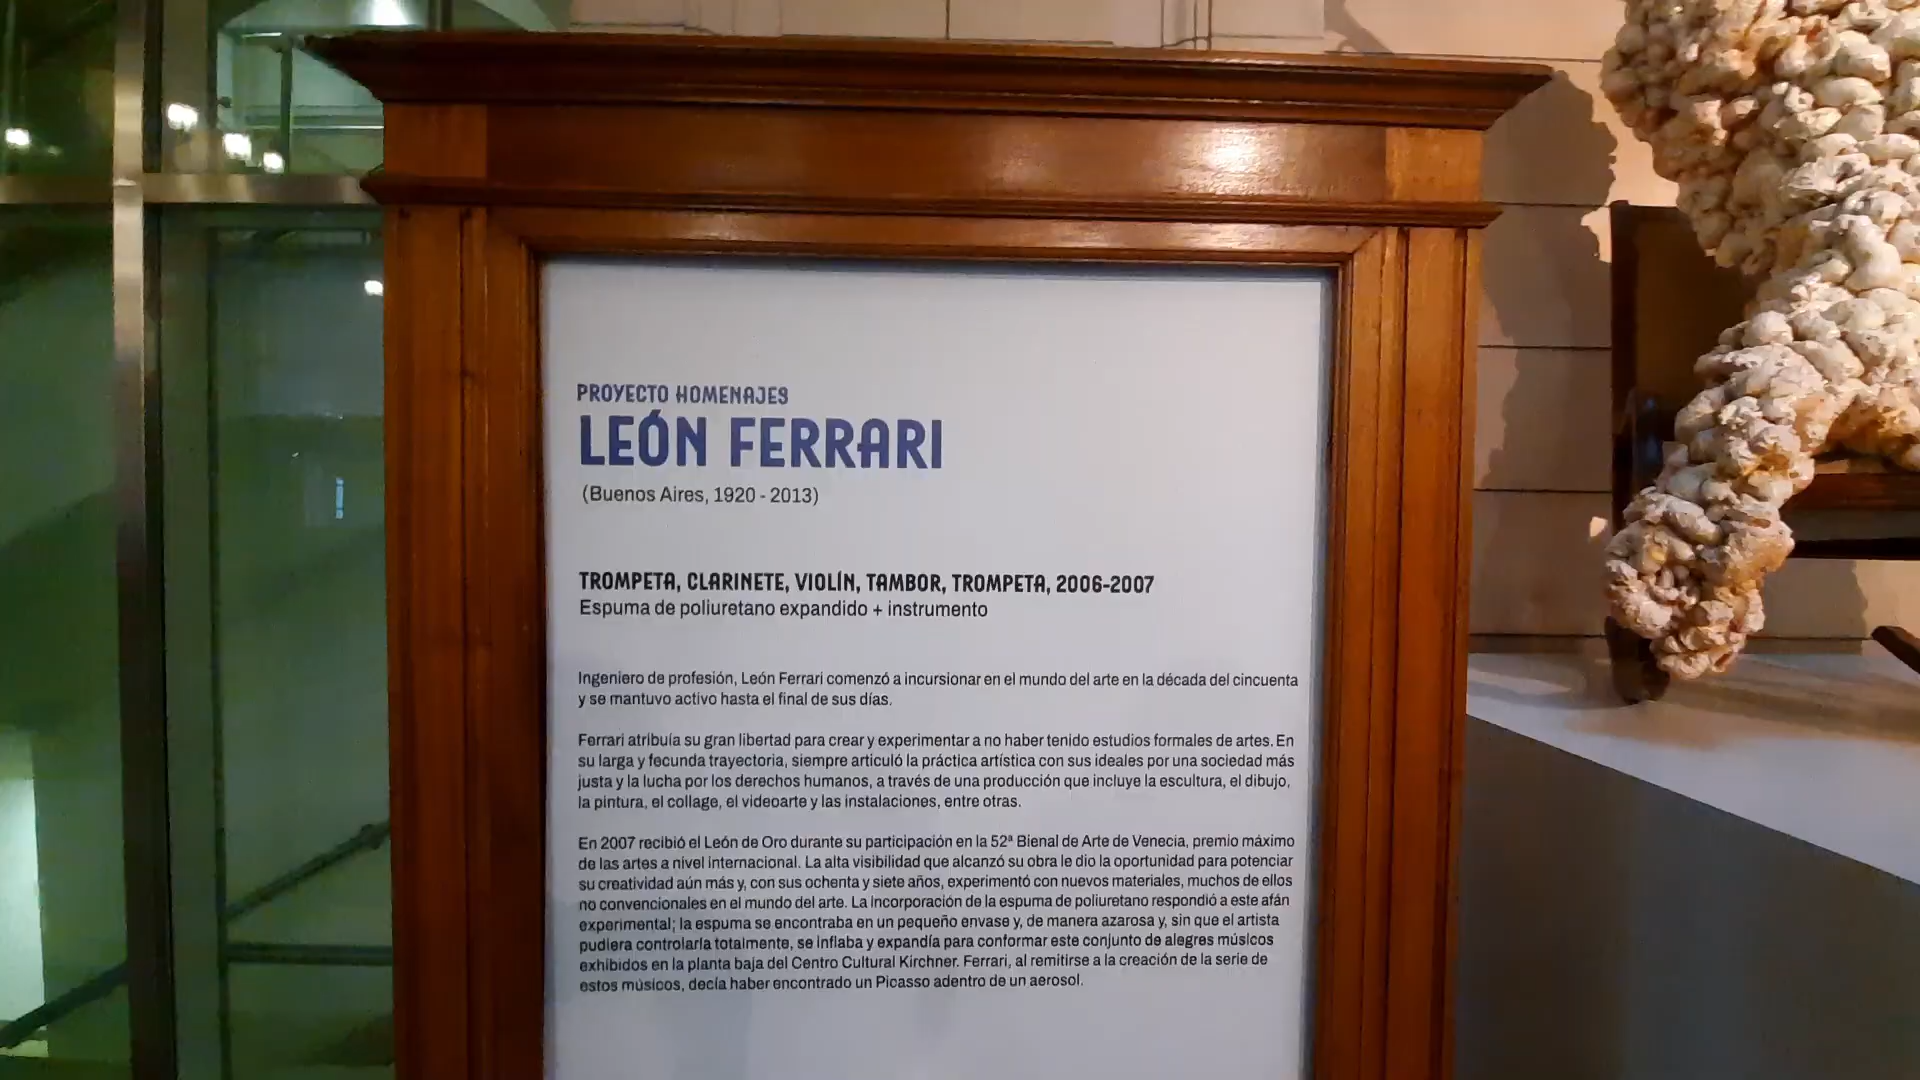 PROYECTO HOMENAJES
LEÓN FERRARI
(Buenos Aires, 1920 - 2013)
TROMPETA, CLARINETE, VIOLÍN, TAMBOR, TROMPETA, 2006-2007
Espuma de poliuretano expandido + instrumento
Ingeniero de profesión, León Ferrari comenzó a incursionar en el mundo del arte en la década del cincuenta
y se mantuvo activo hasta el final de sus días.
Ferrari atribuía su gran libertad para crear y experimentar a no haber tenido estudios formales de artes. En
su larga y fecunda trayectoria, siempre articuló la práctica artística con sus ideales por una sociedad más
justa y la lucha por los derechos humanos, a través de una producción que incluye la escultura, el dibujo,
la pintura, el collage, el videoarte y las instalaciones, entre otras.
En 2007 recibió el León de Oro durante su participación en la 52ª Bienal de Arte de Venecia, premio máximo
de las artes a nivel internacional. La alta visibilidad que alcanzó su obra le dio la oportunidad para potenciar
su creatividad aún más y, con sus ochenta y siete años, experimentó con nuevos materiales, muchos de ellos
no convencionales en el mundo del arte. La incorporación de la espuma de poliuretano respondió a este afán
experimental; la espuma se encontraba en un pequeño envase y, de manera azarosa y, sin que el artista
pudiera controlarla totalmente, se inflaba y expandía para conformar este conjunto de alegres músicos
exhibidos en la planta baja del Centro Cultural Kirchner. Ferrari, al remitirse a la creación de la serie de
estos músicos, decía haber encontrado un Picasso adentro de un aerosol.